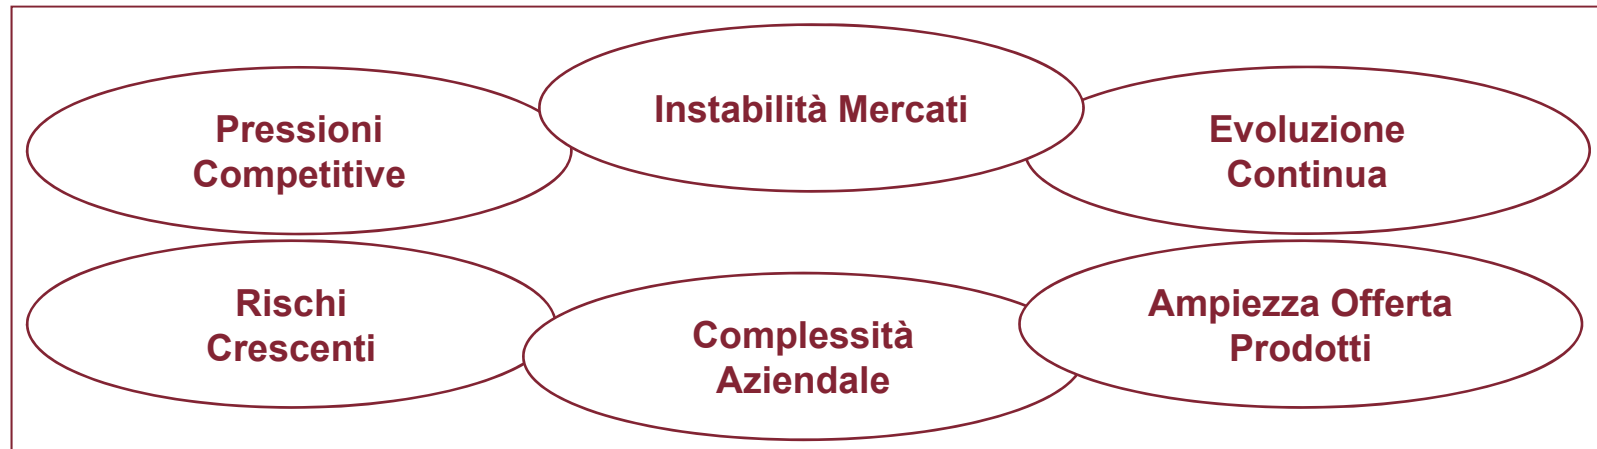 Pressioni
Competitive
Instabilità Mercati
Evoluzione
Continua
Rischi
Crescenti
Complessità
Aziendale
Ampiezza Offerta
Prodotti